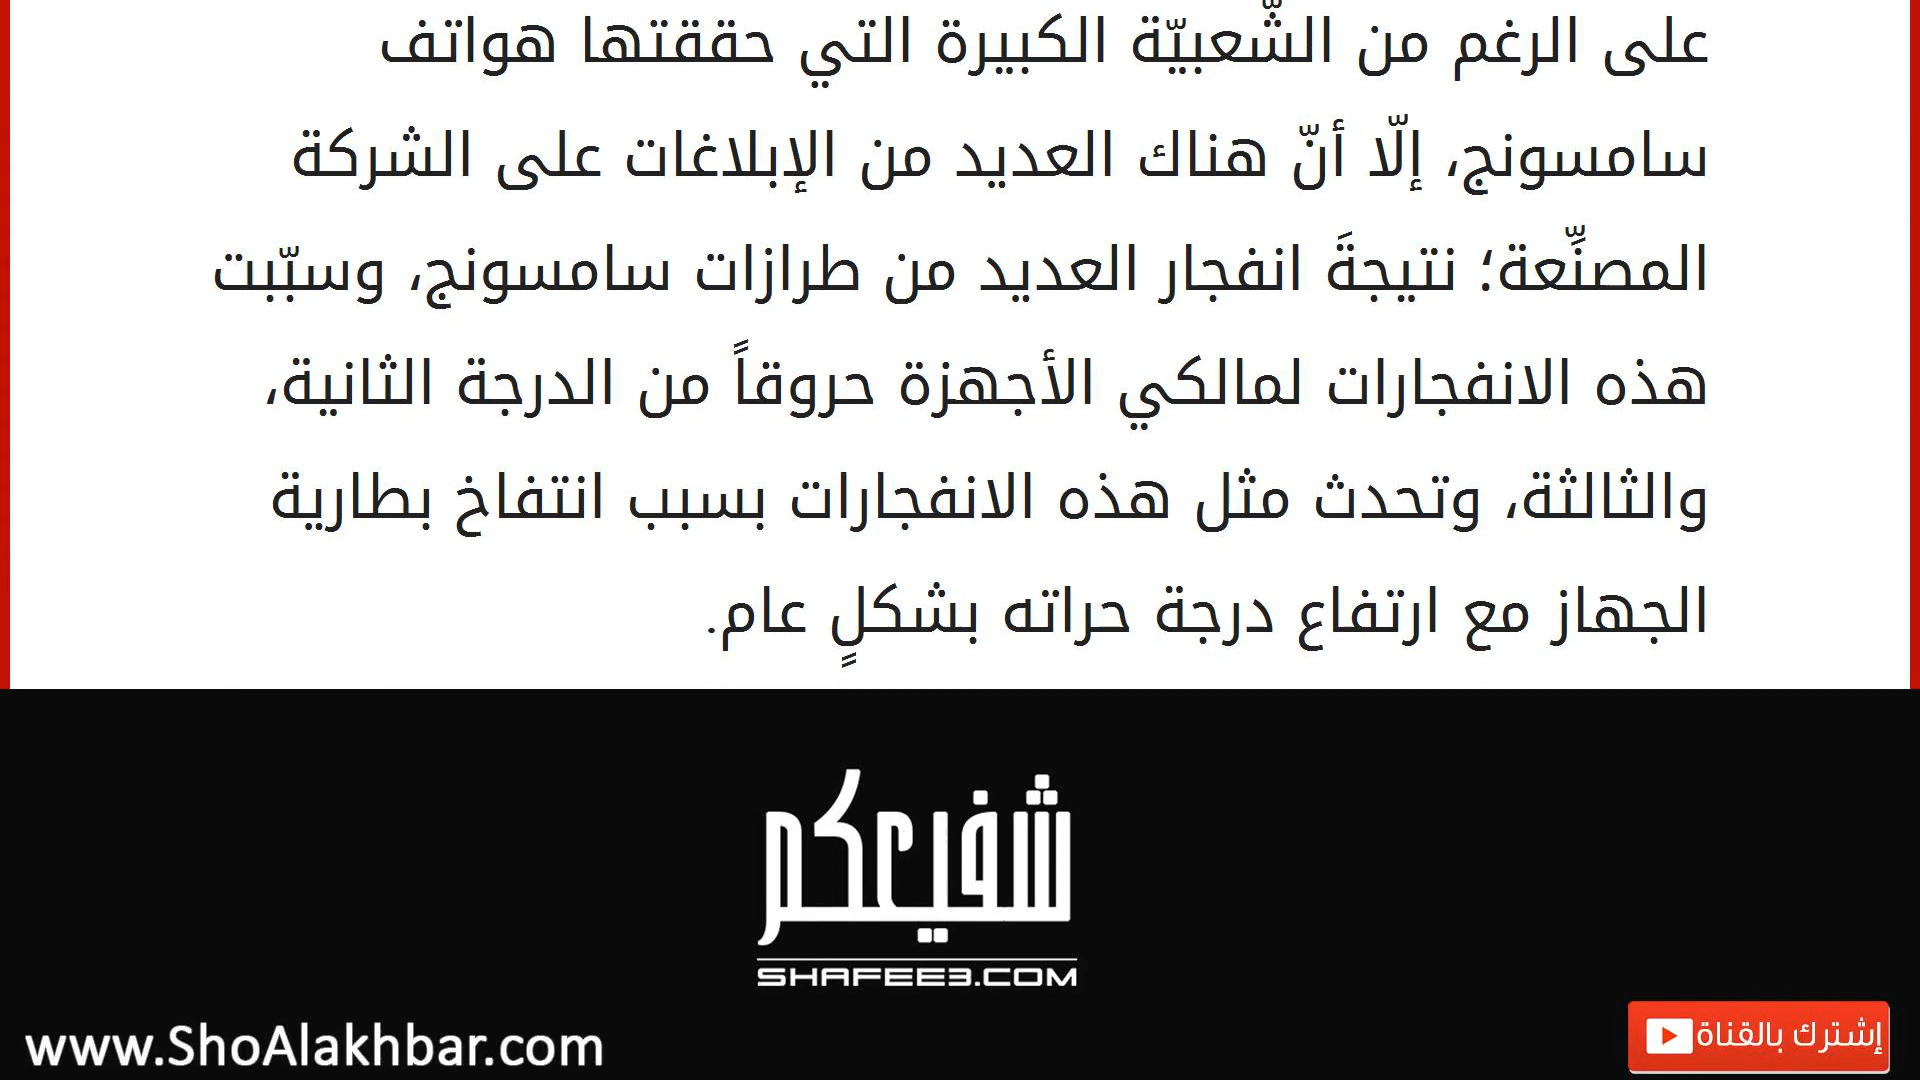 على الرغم من الشّعبيّة الكبيرة التي حققتها هواتف
سامسونج، إلّا أنّ هناك العديد من الإبلاغات على الشركة
المصنِّعة؛ نتيجةَ انفجار العديد من طرازات سامسونج، وسبّبت
هذه الانفجارات لمالكي الأجهزة حروقاً من الدرجة الثانية،
والثالثة، وتحدث مثل هذه الانفجارات بسبب انتفاخ بطارية
الجهاز مع ارتفاع درجة حراته بشكلٍ عام.
شفيعكم
SHAFEE3.COM
www.ShoAlakhbar.com
إشترك بالقناة